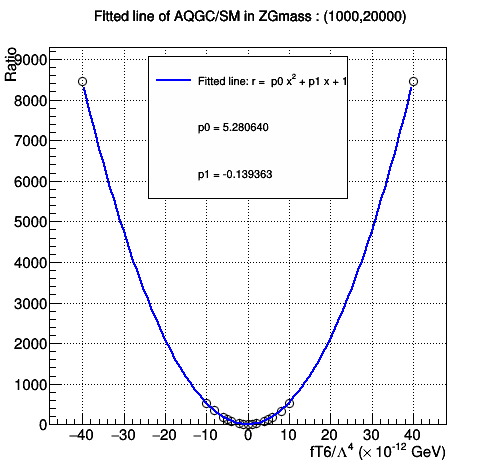 FItted line of AQGC/SM in ZGmass : (1000,20000)
Ratio
9000
8000
7000
6000
5000
4000
3000
2000
1000
0
Fitted line: r = p0 x² + p1 x + 1
p0 = 5.280640
p1 = -0.139363
−40 −30 −20 −10 0 10 20 30 40
fT6/Λ⁴ (× 10⁻¹² GeV)